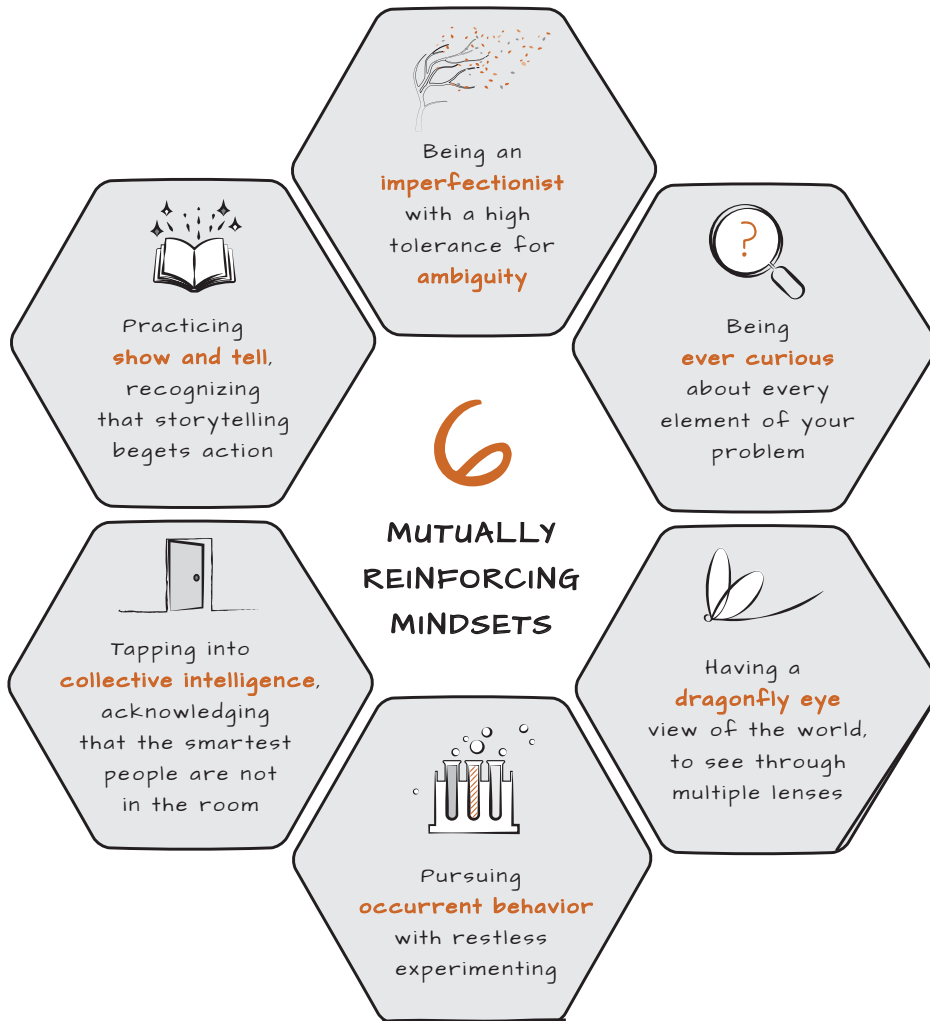 Being an
imperfectionist
with a high
tolerance for
ambiguity
Being
ever curious
about every
element of your
problem
Having a
dragonfly eye
view of the world,
to see through
multiple lenses
Pursuing
occurrent behavior
with restless
experimenting
Tapping into
collective intelligence,
acknowledging
that the smartest
people are not
in the room
Practicing
show and tell,
recognizing
that storytelling
begets action
6
MUTUALLY
REINFORCING
MINDSETS
?